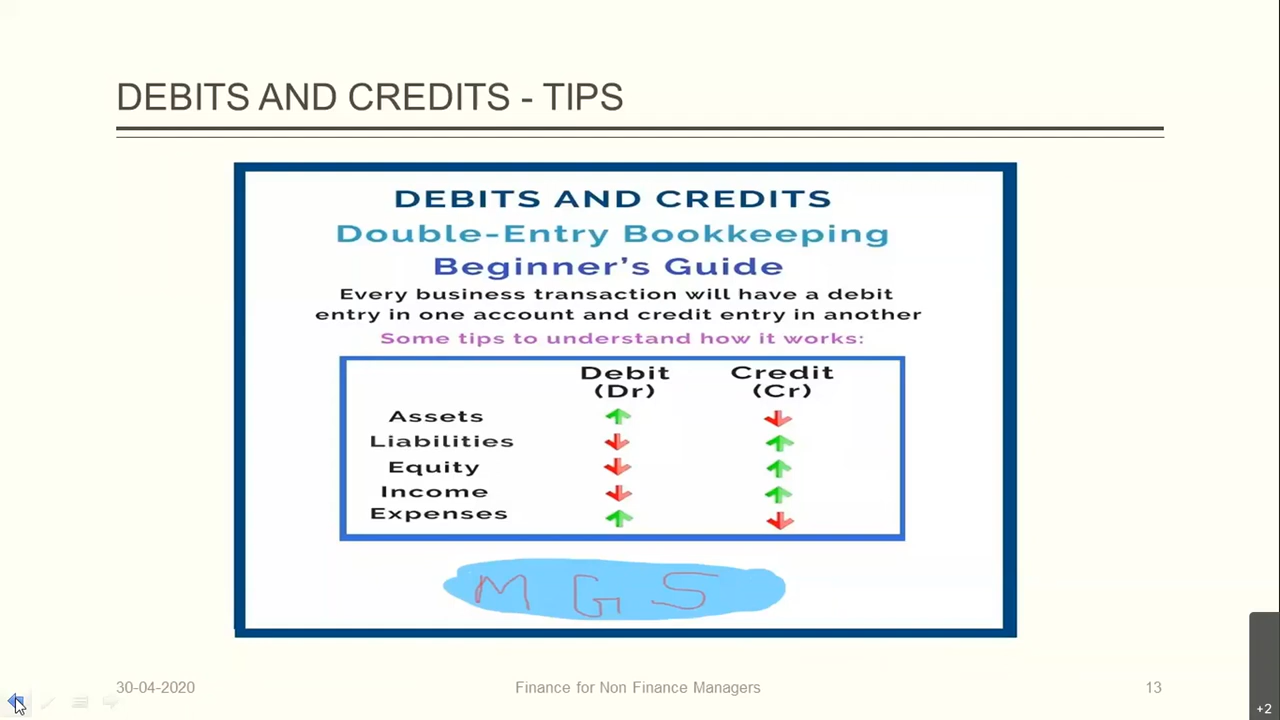 DEBITS AND CREDITS - TIPS
DEBITS AND CREDITS
Double-Entry Bookkeeping
Beginner's Guide
Every business transaction will have a debit
entry in one account and credit entry in another
Some tips to understand how it works:
Debit Credit
(Dr) (Cr)
Assets
Liabilities
Equity
Income
Expenses
M G S
30-04-2020 Finance for Non Finance Managers 13
+2